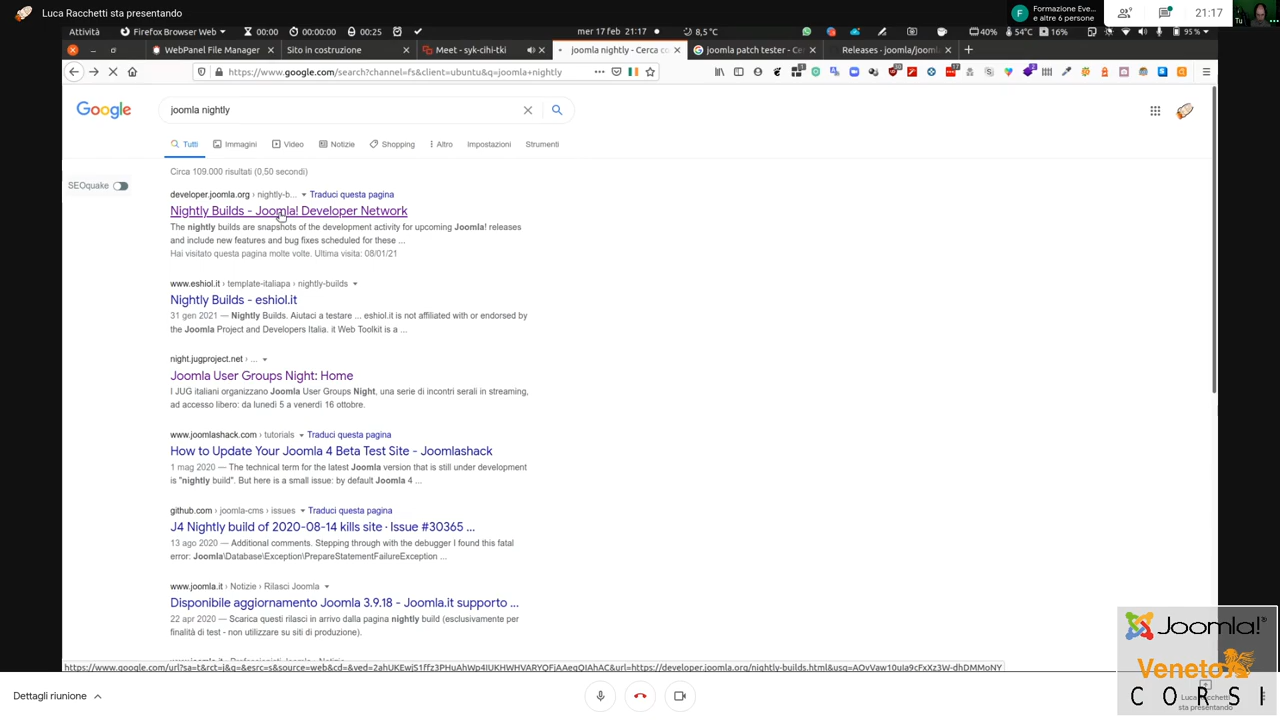 Luca Racchetti sta presentando
Formazione Eve...
e altre 6 persone
Tu
21:17
Attività
Firefox Web Browser
00:00
00:00:00
00:25
mer 17 feb 21:17
8,5°C
40%
54°C
16%
95%
WebPanel File Manager
Sito in costruzione
Meet - syk-cihi-tki
joomla nightly - Cerca c
joomla patch tester - Ce
Releases · joomla/joom
https://www.google.com/search?channel=fs&client=ubuntu&q=joomla+nightly
Google
joomla nightly
Tutti
Immagini
Video
Notizie
Shopping
Altro
Impostazioni
Strumenti
Circa 109.000 risultati (0,50 secondi)
SEOquake
developer.joomla.org › nightly-b... Traduci questa pagina
Nightly Builds - Joomla! Developer Network
The nightly builds are snapshots of the development activity for upcoming Joomla! releases
and include new features and bug fixes scheduled for these ...
Hai visitato questa pagina molte volte. Ultima visita: 08/01/21
www.eshiol.it › template-italiapa › nightly-builds
Nightly Builds - eshiol.it
31 gen 2021 — Nightly Builds. Aiutaci a testare ... eshiol.it is not affiliated with or endorsed by
the Joomla Project and Developers Italia. it Web Toolkit is a ...
night.jugproject.net › ...
Joomla User Groups Night: Home
I JUG italiani organizzano Joomla User Groups Night, una serie di incontri serali in streaming,
ad accesso libero: da lunedì 5 a venerdì 16 ottobre.
www.joomlashack.com › tutorials Traduci questa pagina
How to Update Your Joomla 4 Beta Test Site - Joomlashack
1 mag 2020 — The technical term for the latest Joomla version that is still under development
is "nightly build". But here is a small issue: by default Joomla 4 ...
github.com › joomla-cms › issues Traduci questa pagina
J4 Nightly build of 2020-08-14 kills site · Issue #30365 ...
13 ago 2020 — Additional comments. Stepping through with the debugger I found this fatal
error: Joomla\Database\Exception\PrepareStatementFailureException ...
www.joomla.it › Notizie › Rilasci Joomla
Disponibile aggiornamento Joomla 3.9.18 - Joomla.it supporto ...
22 apr 2020 — Scarica questi rilasci in arrivo dalla pagina nightly build (esclusivamente per
finalità di test - non utilizzare su siti di produzione).
Joomla!®
Veneto
CORSI
Dettagli riunione
Luca Racchetti
sta presentando